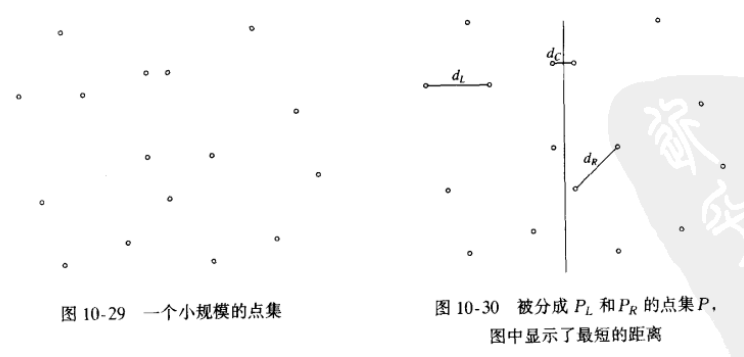 d_L
d_C
d_R
图 10-29 一个小规模的点集
图 10-30 被分成 P_L 和 P_R 的点集 P,
图中显示了最短的距离